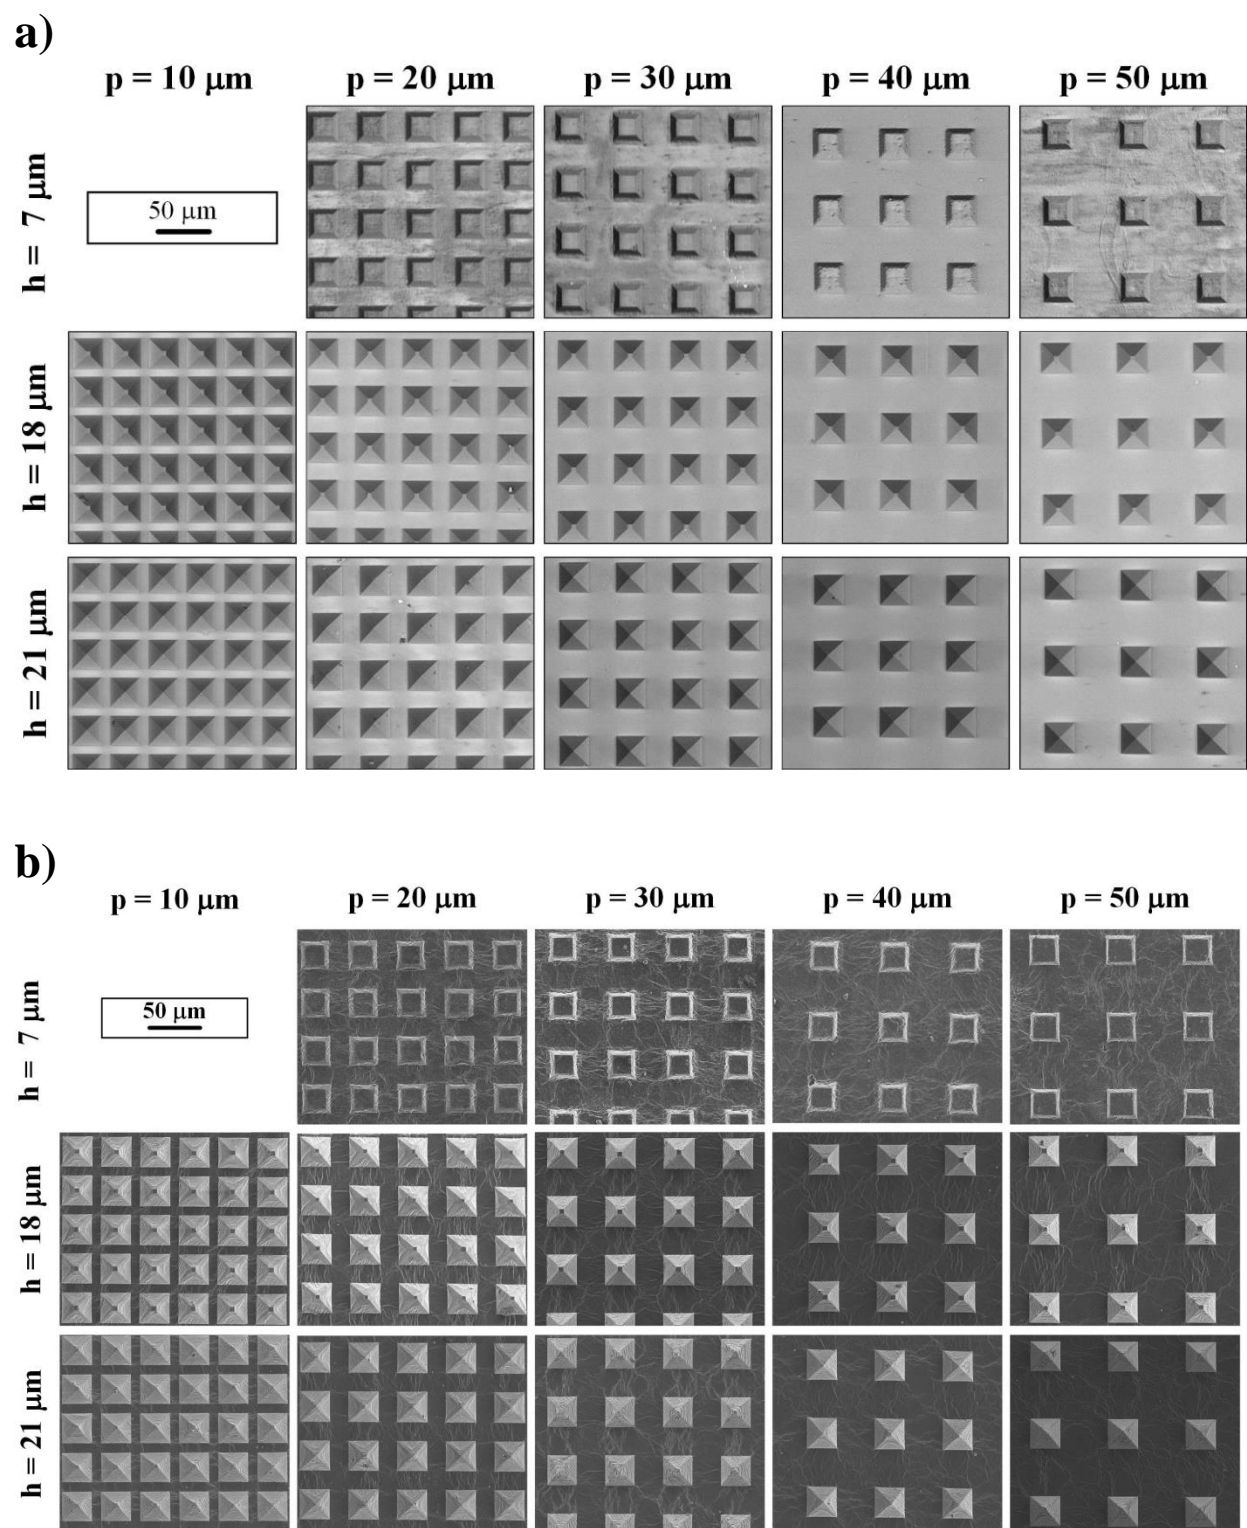 a)
p = 10 μm p = 20 μm p = 30 μm p = 40 μm p = 50 μm
h = 7 μm
50 μm
h = 18 μm
h = 21 μm
b)
p = 10 μm p = 20 μm p = 30 μm p = 40 μm p = 50 μm
h = 7 μm
50 μm
h = 18 μm
h = 21 μm